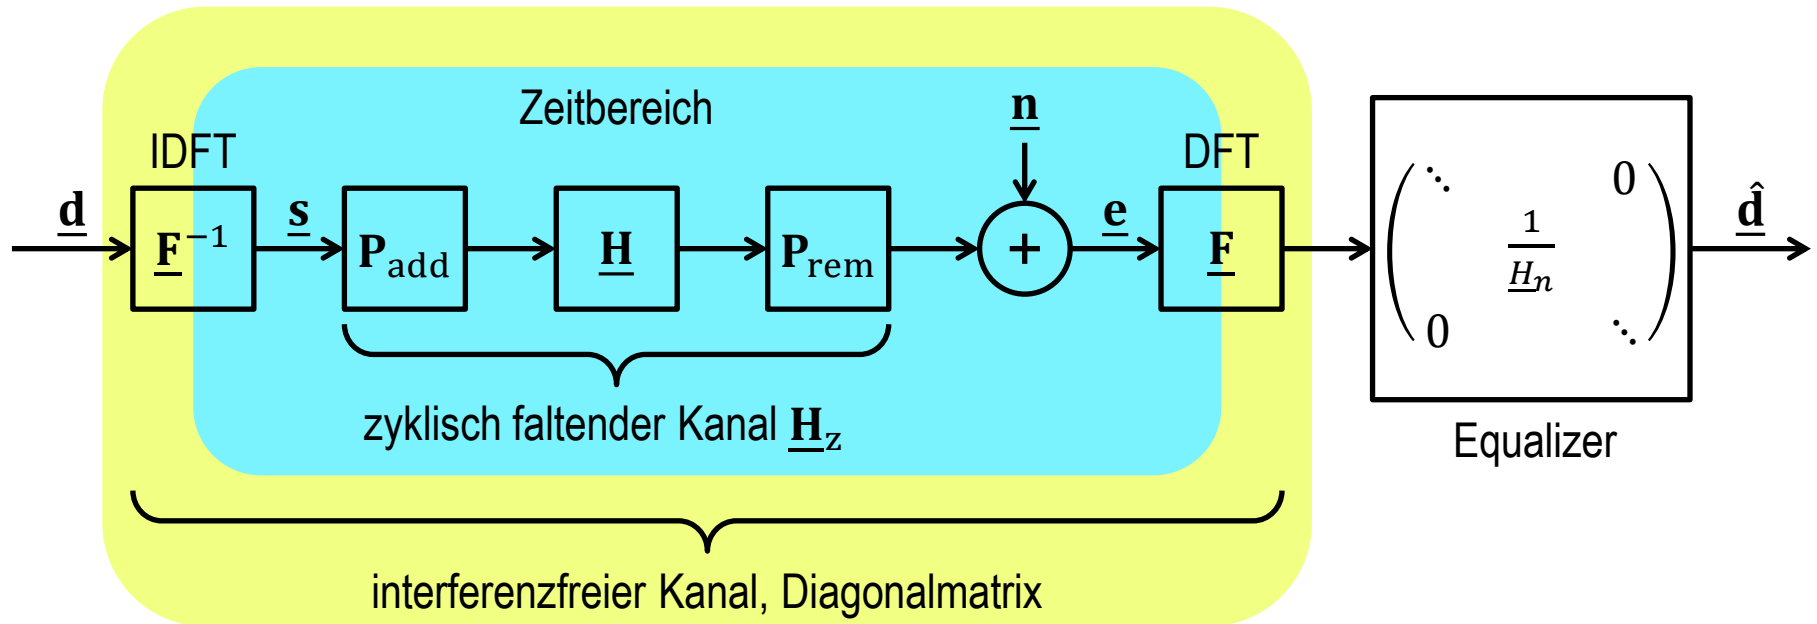 Zeitbereich
n
IDFT
DFT
d
F⁻¹
s
P_add
H
P_rem
+
e
F
⋱ 0
1
H_n
0 ⋱
d̂
zyklisch faltender Kanal H_z
Equalizer
interferenzfreier Kanal, Diagonalmatrix